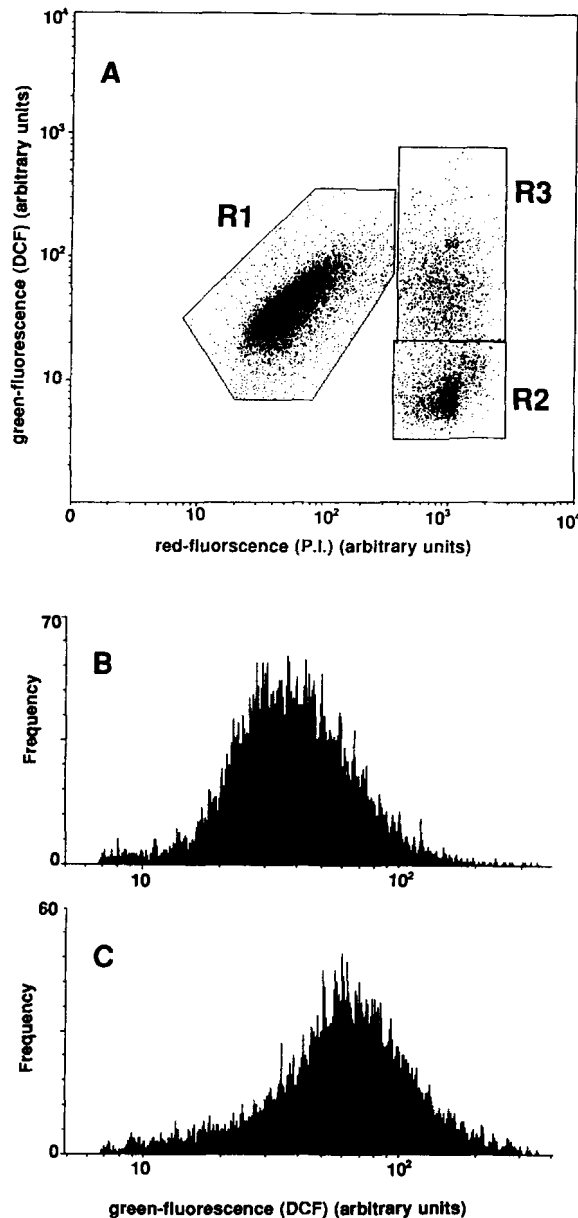 10⁴
A
10³
R3
R1
10²
10
R2
0
10
10²
10³
10⁴
green-fluorescence (DCF) (arbitrary units)
red-fluorscence (P.I.) (arbitrary units)
70
B
Frequency
0
10
10²
60
C
Frequency
0
10
10²
green-fluorescence (DCF) (arbitrary units)